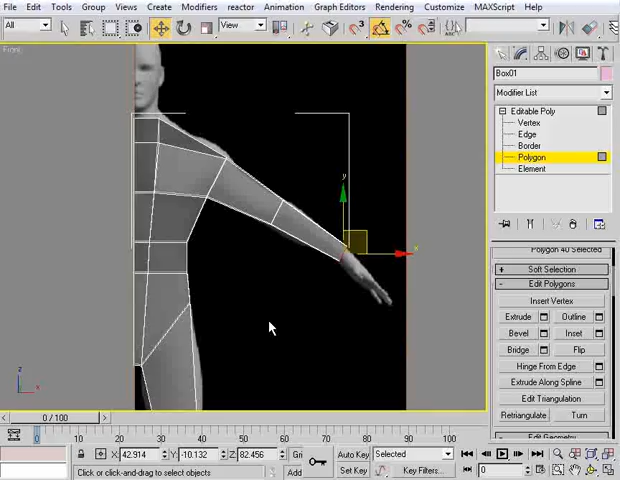 File Edit Tools Group Views Create Modifiers reactor Animation Graph Editors Rendering Customize MAXScript Help
All View
Front
Box01
Modifier List
Editable Poly
Vertex
Edge
Border
Polygon
Element
y
x
Polygon 40 Selected
+ Soft Selection
- Edit Polygons
Insert Vertex
Extrude Outline
Bevel Inset
Bridge Flip
Hinge From Edge
Extrude Along Spline
Edit Triangulation
Retriangulate Turn
z
x
< 0 / 100 >
0 10 20 30 40 50 60 70 80 90 100
X: 42.914 Y: -10.132 Z: 82.456 Gri Auto Key Selected
Click or click-and-drag to select objects Add Set Key Key Filters... 0